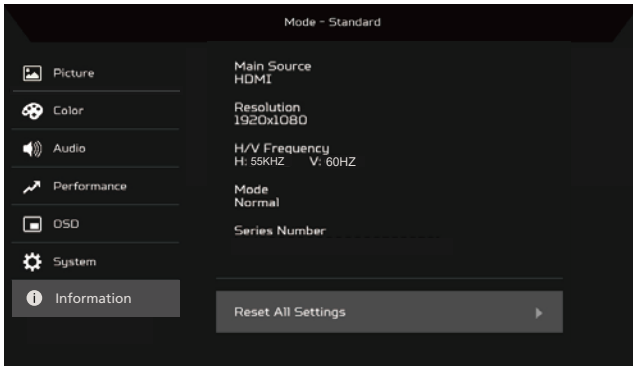 Mode - Standard
Picture
Color
Audio
Performance
OSD
System
Information
Main Source
HDMI
Resolution
1920x1080
H/V Frequency
H: 55KHZ V: 60HZ
Mode
Normal
Series Number
Reset All Settings